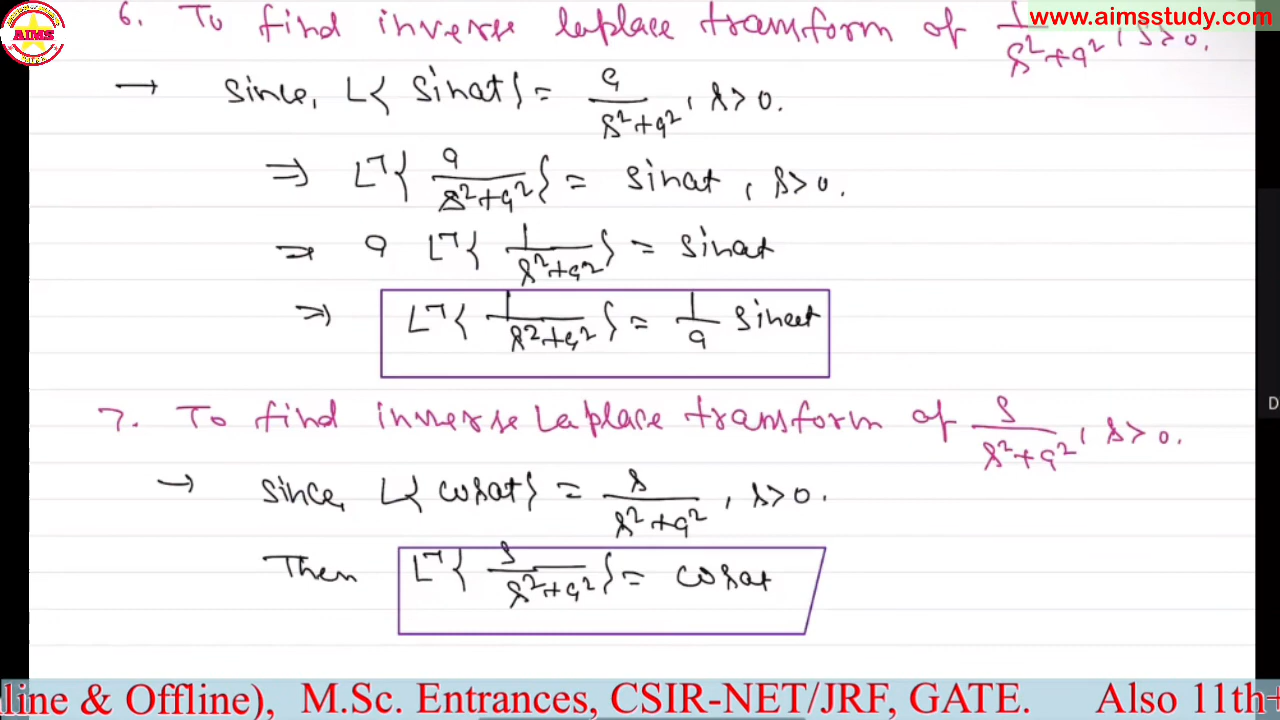 www.aimsstudy.com
AIMS
6. To find inverse laplace transform of 1/(s²+a²), s>0.
→ Since, L{sinat} = a/(s²+a²), s>0.
⇒ L⁻¹{a/(s²+a²)} = sinat, s>0.
⇒ a L⁻¹{1/(s²+a²)} = sinat
⇒ L⁻¹{1/(s²+a²)} = 1/a sinat
7. To find inverse Laplace transform of s/(s²+a²), s>0.
→ since, L{cosat} = s/(s²+a²), s>0.
Then L⁻¹{s/(s²+a²)} = cosat
D
line & Offline), M.Sc. Entrances, CSIR-NET/JRF, GATE. Also 11th+